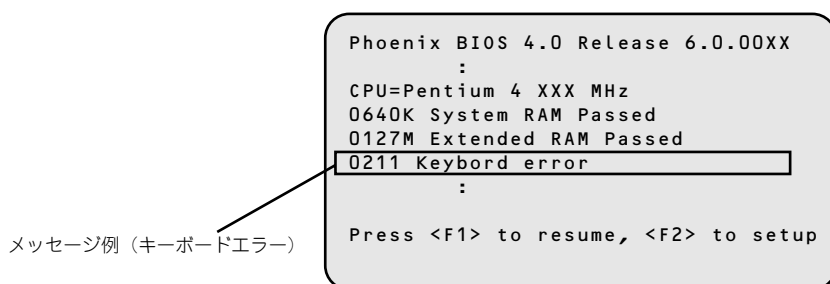 Phoenix BIOS 4.0 Release 6.0.00XX
:
CPU=Pentium 4 XXX MHz
0640K System RAM Passed
0127M Extended RAM Passed
0211 Keybord error
:
Press <F1> to resume, <F2> to setup
メッセージ例（キーボードエラー）